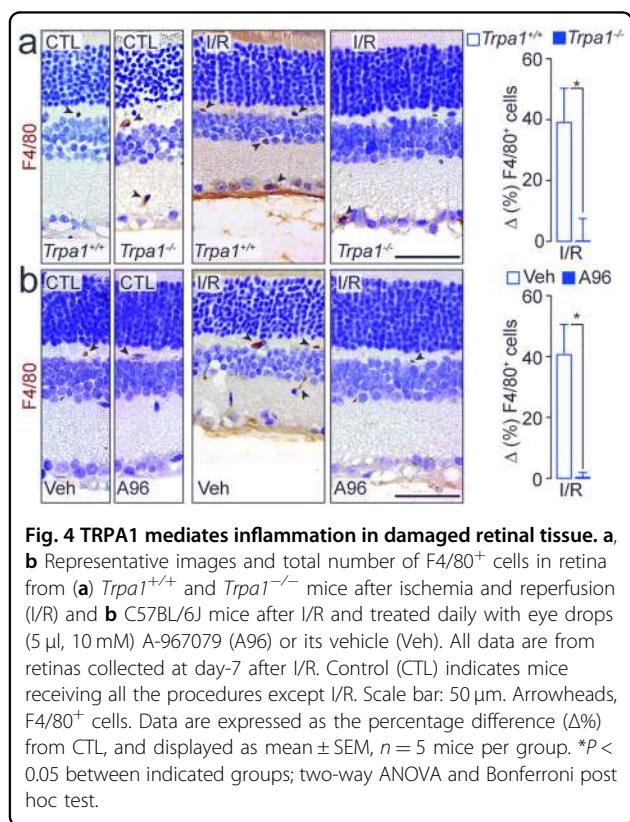 a
CTL CTL I/R I/R
F4/80
Trpa1+/+ Trpa1-/- Trpa1+/+ Trpa1-/-
Trpa1+/+ Trpa1-/-
*
Δ (%) F4/80+ cells
60
40
20
0
I/R
b
CTL CTL I/R I/R
F4/80
Veh A96 Veh A96
Veh A96
*
Δ (%) F4/80+ cells
60
40
20
0
I/R
Fig. 4 TRPA1 mediates inflammation in damaged retinal tissue. a,
b Representative images and total number of F4/80+ cells in retina
from (a) Trpa1+/+ and Trpa1−/− mice after ischemia and reperfusion
(I/R) and b C57BL/6J mice after I/R and treated daily with eye drops
(5 μl, 10 mM) A-967079 (A96) or its vehicle (Veh). All data are from
retinas collected at day-7 after I/R. Control (CTL) indicates mice
receiving all the procedures except I/R. Scale bar: 50 μm. Arrowheads,
F4/80+ cells. Data are expressed as the percentage difference (Δ%)
from CTL, and displayed as mean ± SEM, n = 5 mice per group. *P <
0.05 between indicated groups; two-way ANOVA and Bonferroni post
hoc test.